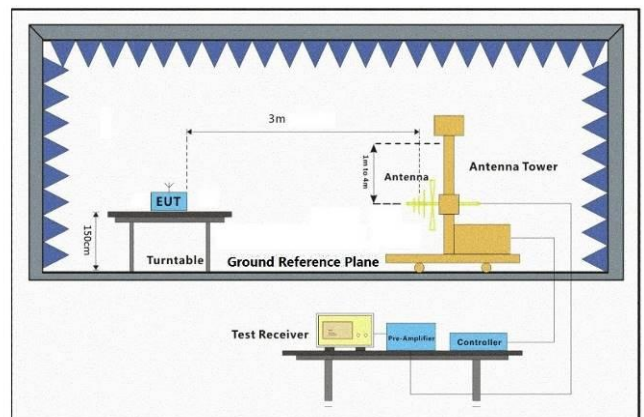 3m
1m to 4m
Antenna
Antenna Tower
EUT
150cm
Turntable
Ground Reference Plane
Test Receiver
Pre-Amplifier
Controller